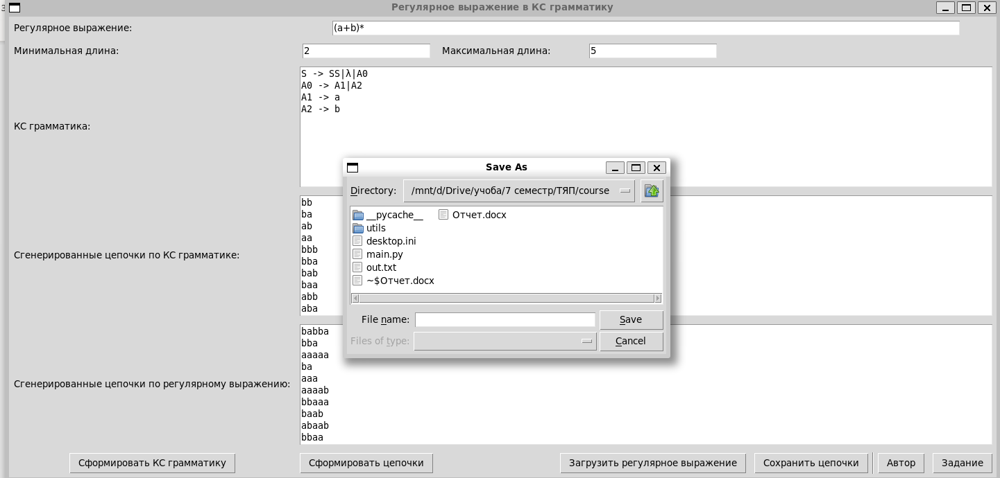 Регулярное выражение в КС грамматику
Регулярное выражение:
(a+b)*
Минимальная длина:
2
Максимальная длина:
5
КС грамматика:
S -> SS|λ|A0
A0 -> A1|A2
A1 -> a
A2 -> b
Save As
Directory:
/mnt/d/Drive/учоба/7 семестр/ТЯП/course
__pycache__
utils
desktop.ini
main.py
out.txt
~$Отчет.docx
Отчет.docx
File name:
Save
Files of type:
Cancel
Сгенерированные цепочки по КС грамматике:
bb
ba
ab
aa
bbb
bba
bab
baa
abb
aba
Сгенерированные цепочки по регулярному выражению:
babba
bba
aaaaa
ba
aaa
aaaab
bbaaa
baab
abaab
bbaa
Сформировать КС грамматику
Сформировать цепочки
Загрузить регулярное выражение
Сохранить цепочки
Автор
Задание